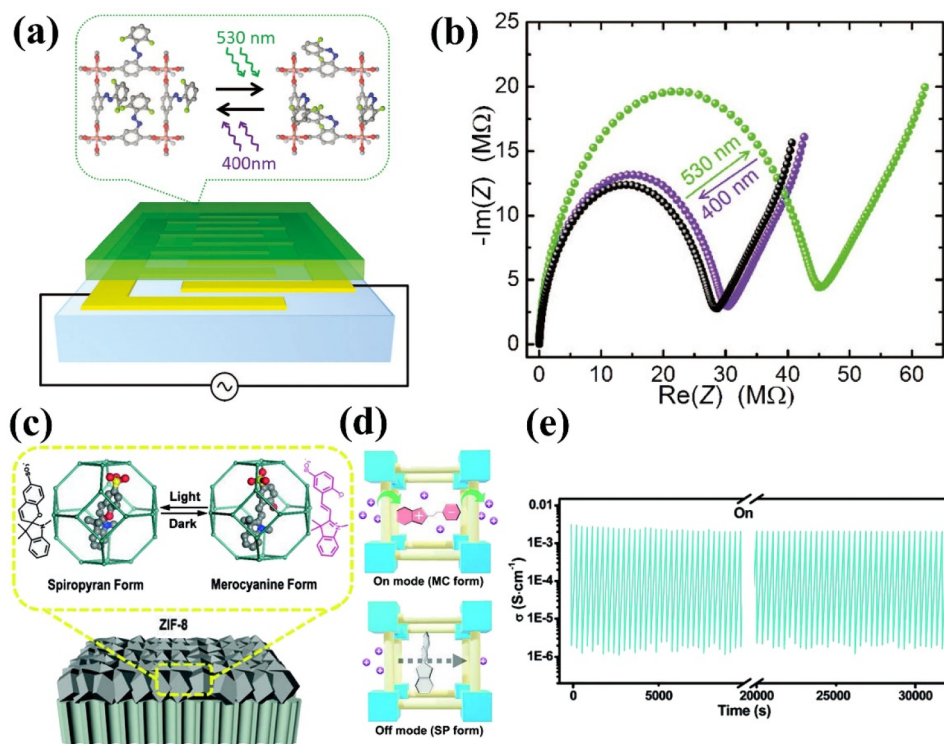 (a)
530 nm
400nm
(b)
-Im(Z) (MΩ)
20
15
10
5
0
530 nm
400 nm
0 10 20 30 40 50 60
Re(Z) (MΩ)
(c)
Light
Dark
Spiropyran Form
Merocyanine Form
ZIF-8
(d)
+
-
On mode (MC form)
Off mode (SP form)
(e)
On
σ (S·cm⁻¹)
0.01
1E-3
1E-4
1E-5
1E-6
0 5000 20000 25000 30000
Time (s)